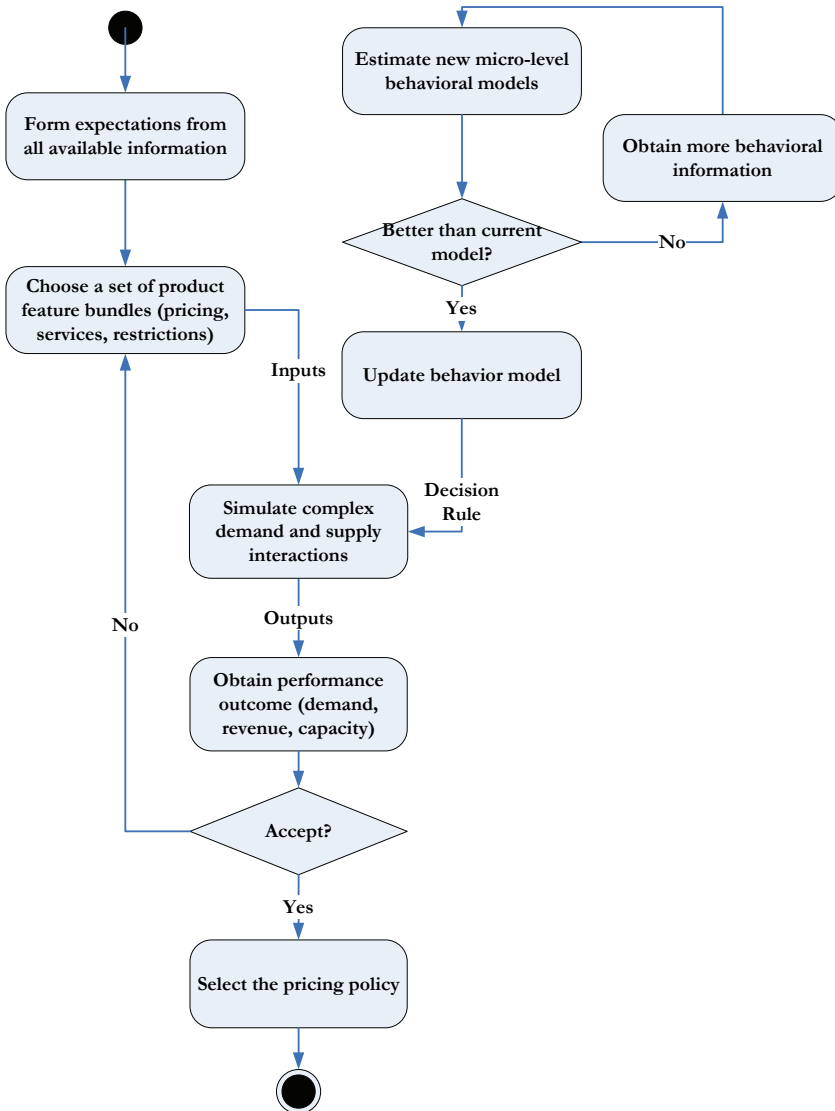 Form expectations from
all available information
Choose a set of product
feature bundles (pricing,
services, restrictions)
Inputs
Estimate new micro-level
behavioral models
Obtain more behavioral
information
Better than current
model?
No
Yes
Update behavior model
Decision
Rule
Simulate complex
demand and supply
interactions
Outputs
Obtain performance
outcome (demand,
revenue, capacity)
No
Accept?
Yes
Select the pricing policy